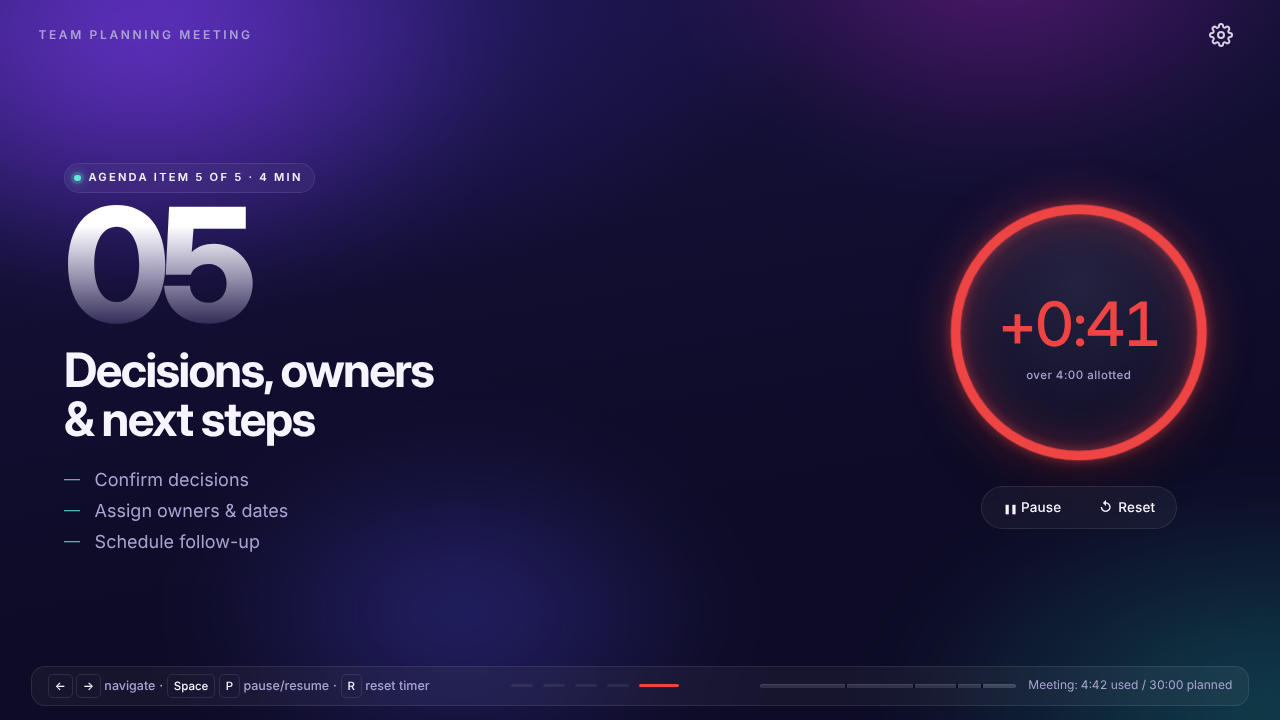 TEAM PLANNING MEETING
AGENDA ITEM 5 OF 5 · 4 MIN
05
Decisions, owners
& next steps
— Confirm decisions
— Assign owners & dates
— Schedule follow-up
+0:41
over 4:00 allotted
Pause
Reset
← → navigate · Space P pause/resume · R reset timer
Meeting: 4:42 used / 30:00 planned